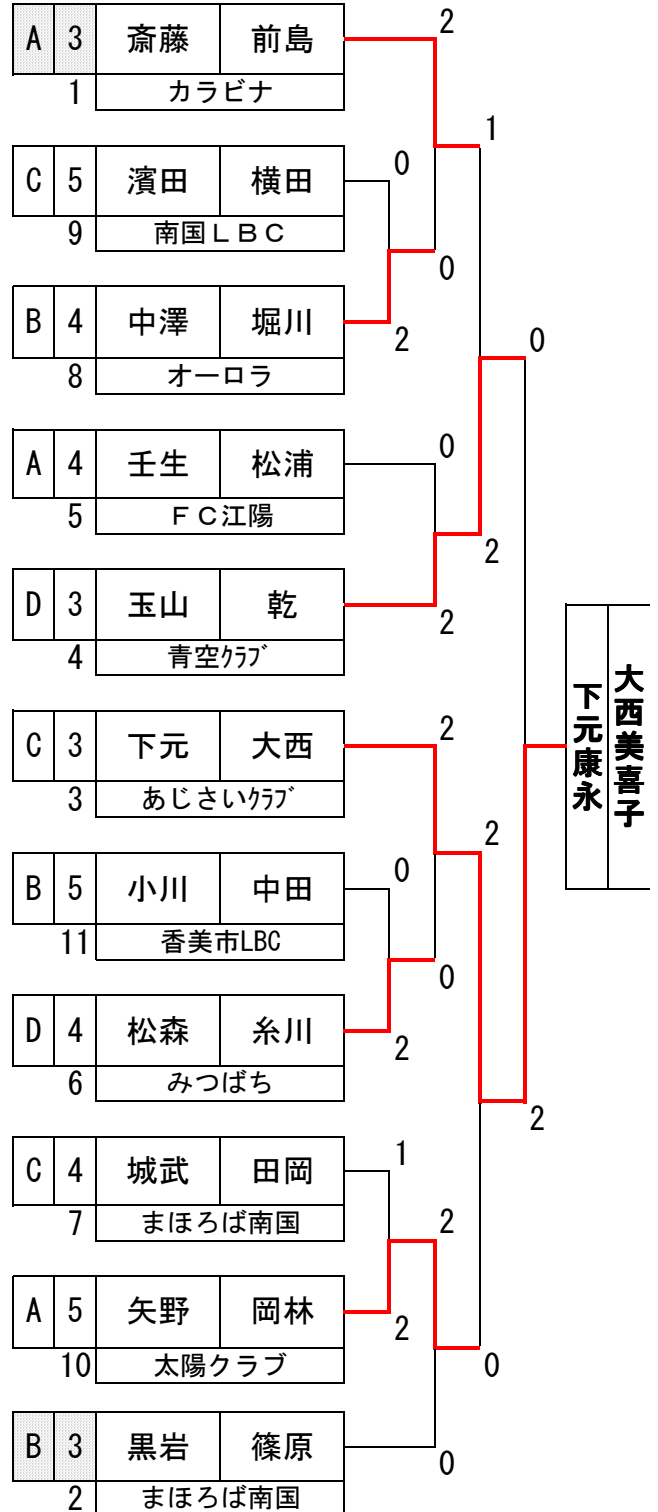 A 3 斎藤 前島 2
1 カラビナ
1
C 5 濱田 横田 0
9 南国ＬＢＣ
0
B 4 中澤 堀川 2
8 オーロラ
0
A 4 壬生 松浦 0
5 ＦＣ江陽
2
D 3 玉山 乾 2
4 青空ｸﾗﾌﾞ
C 3 下元 大西 2
3 あじさいｸﾗﾌﾞ
2
下元康永
大西美喜子
B 5 小川 中田 0
11 香美市LBC
0
D 4 松森 糸川 2
6 みつばち
2
C 4 城武 田岡 1
7 まほろば南国
2
A 5 矢野 岡林 2
10 太陽クラブ
0
B 3 黒岩 篠原 0
2 まほろば南国